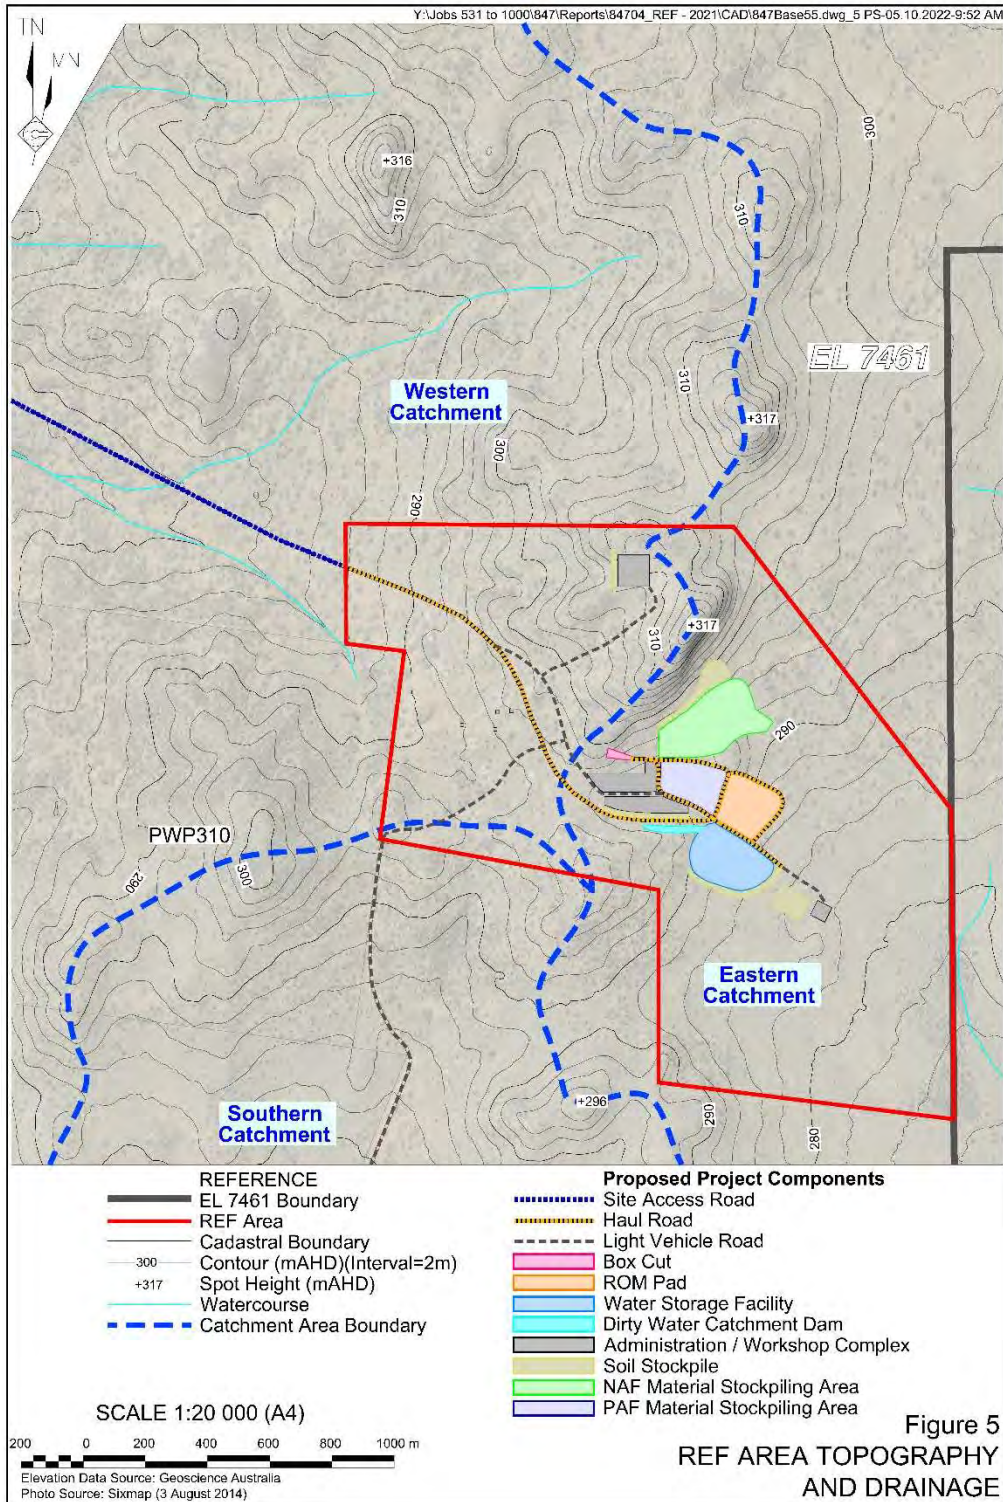 Y:\Jobs 531 to 1000\847\Reports\84704_REF - 2021\CAD\847Base55.dwg_5 PS-05.10.2022-9:52 AM
TN
MN
300
+316
310
310
EL 7461
310
Western
Catchment
+317
300
290
+317
310
290
PWP310
290
300
Eastern
Catchment
+296
290
280
Southern
Catchment
REFERENCE
EL 7461 Boundary
REF Area
Cadastral Boundary
300
Contour (mAHD)(Interval=2m)
+317
Spot Height (mAHD)
Watercourse
Catchment Area Boundary
Proposed Project Components
Site Access Road
Haul Road
Light Vehicle Road
Box Cut
ROM Pad
Water Storage Facility
Dirty Water Catchment Dam
Administration / Workshop Complex
Soil Stockpile
NAF Material Stockpiling Area
PAF Material Stockpiling Area
SCALE 1:20 000 (A4)
200 0 200 400 600 800 1000 m
Elevation Data Source: Geoscience Australia
Photo Source: Sixmap (3 August 2014)
Figure 5
REF AREA TOPOGRAPHY
AND DRAINAGE